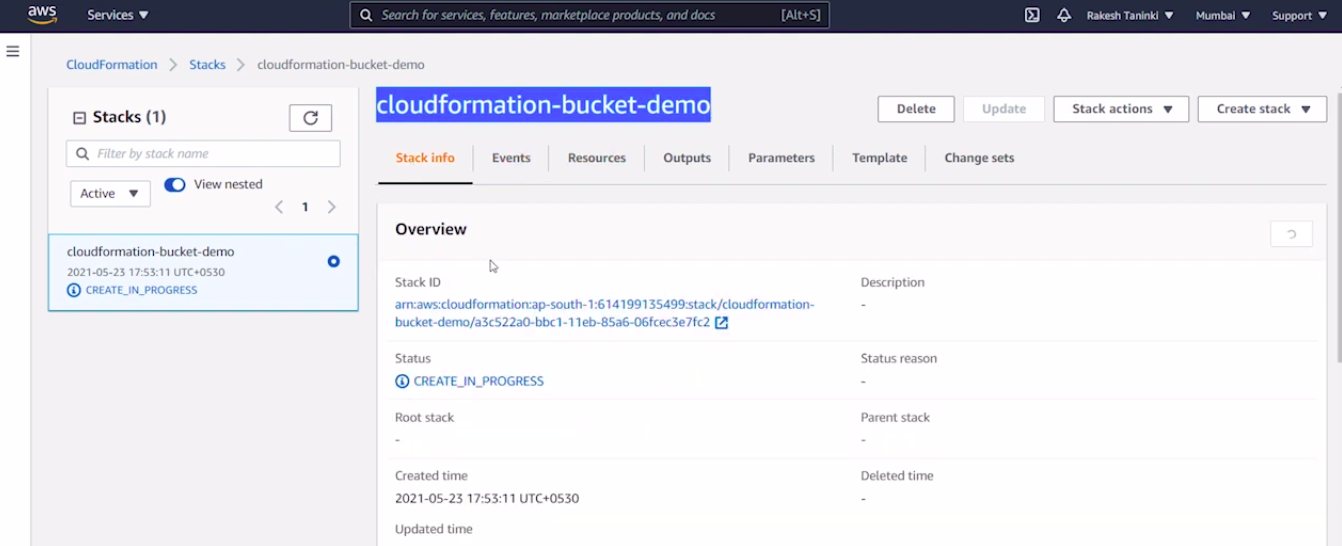 aws Services Search for services, features, marketplace products, and docs [Alt+S] Rakesh Taninki Mumbai Support
CloudFormation Stacks cloudformation-bucket-demo
Stacks (1)
Filter by stack name
Active View nested
1
cloudformation-bucket-demo
2021-05-23 17:53:11 UTC+0530
CREATE_IN_PROGRESS
cloudformation-bucket-demo
Delete Update Stack actions Create stack
Stack info Events Resources Outputs Parameters Template Change sets
Overview
Stack ID
arn:aws:cloudformation:ap-south-1:614199135499:stack/cloudformation-
bucket-demo/a3c522a0-bbc1-11eb-85a6-06fcec3e7fc2
Description
-
Status
CREATE_IN_PROGRESS
Status reason
-
Root stack
-
Parent stack
-
Created time
2021-05-23 17:53:11 UTC+0530
Deleted time
-
Updated time